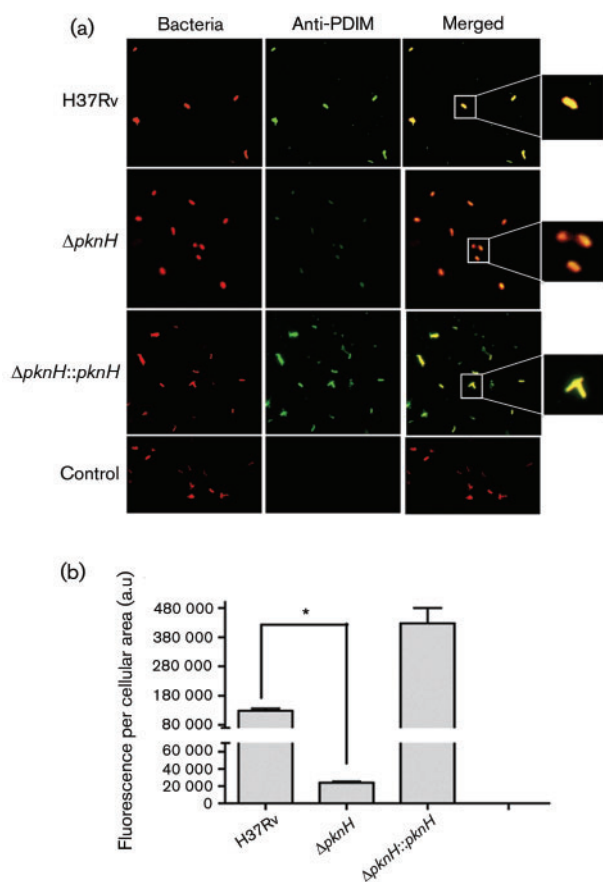 (a)
Bacteria Anti-PDIM Merged
H37Rv
ΔpknH
ΔpknH::pknH
Control
(b)
Fluorescence per cellular area (a.u)
480 000
380 000
280 000
180 000
80 000
60 000
40 000
20 000
0
*
H37Rv
ΔpknH
ΔpknH::pknH